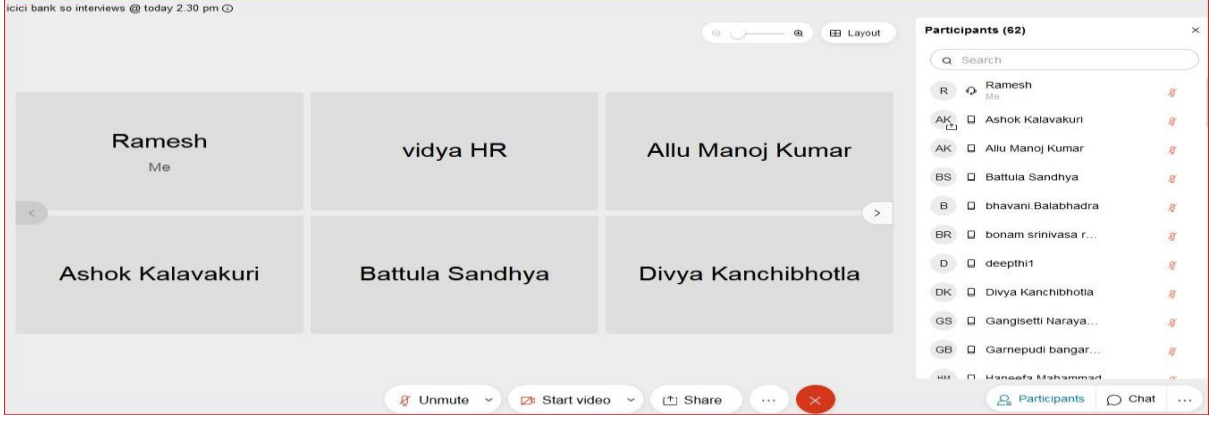 icici bank so interviews @ today 2.30 pm
Layout
Participants (62)
Search
Ramesh
Me
vidya HR
Allu Manoj Kumar
Ashok Kalavakuri
Battula Sandhya
Divya Kanchibhotla
R Ramesh
Me
AK Ashok Kalavakuri
AK Allu Manoj Kumar
BS Battula Sandhya
B bhavani.Balabhadra
BR bonam srinivasa r...
D deepthi1
DK Divya Kanchibhotla
GS Gangisetti Naraya...
GB Garnepudi bangar...
HM Haneefa Mahammad
Unmute
Start video
Share
Participants
Chat